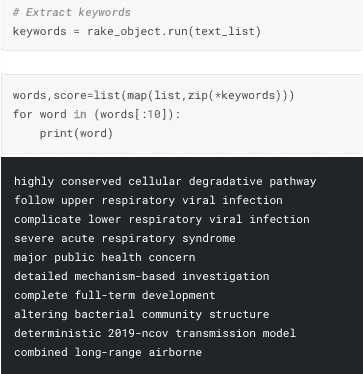 # Extract keywords
keywords = rake_object.run(text_list)
words,score=list(map(list,zip(*keywords)))
for word in (words[:10]):
    print(word)
highly conserved cellular degradative pathway
follow upper respiratory viral infection
complicate lower respiratory viral infection
severe acute respiratory syndrome
major public health concern
detailed mechanism-based investigation
complete full-term development
altering bacterial community structure
deterministic 2019-ncov transmission model
combined long-range airborne